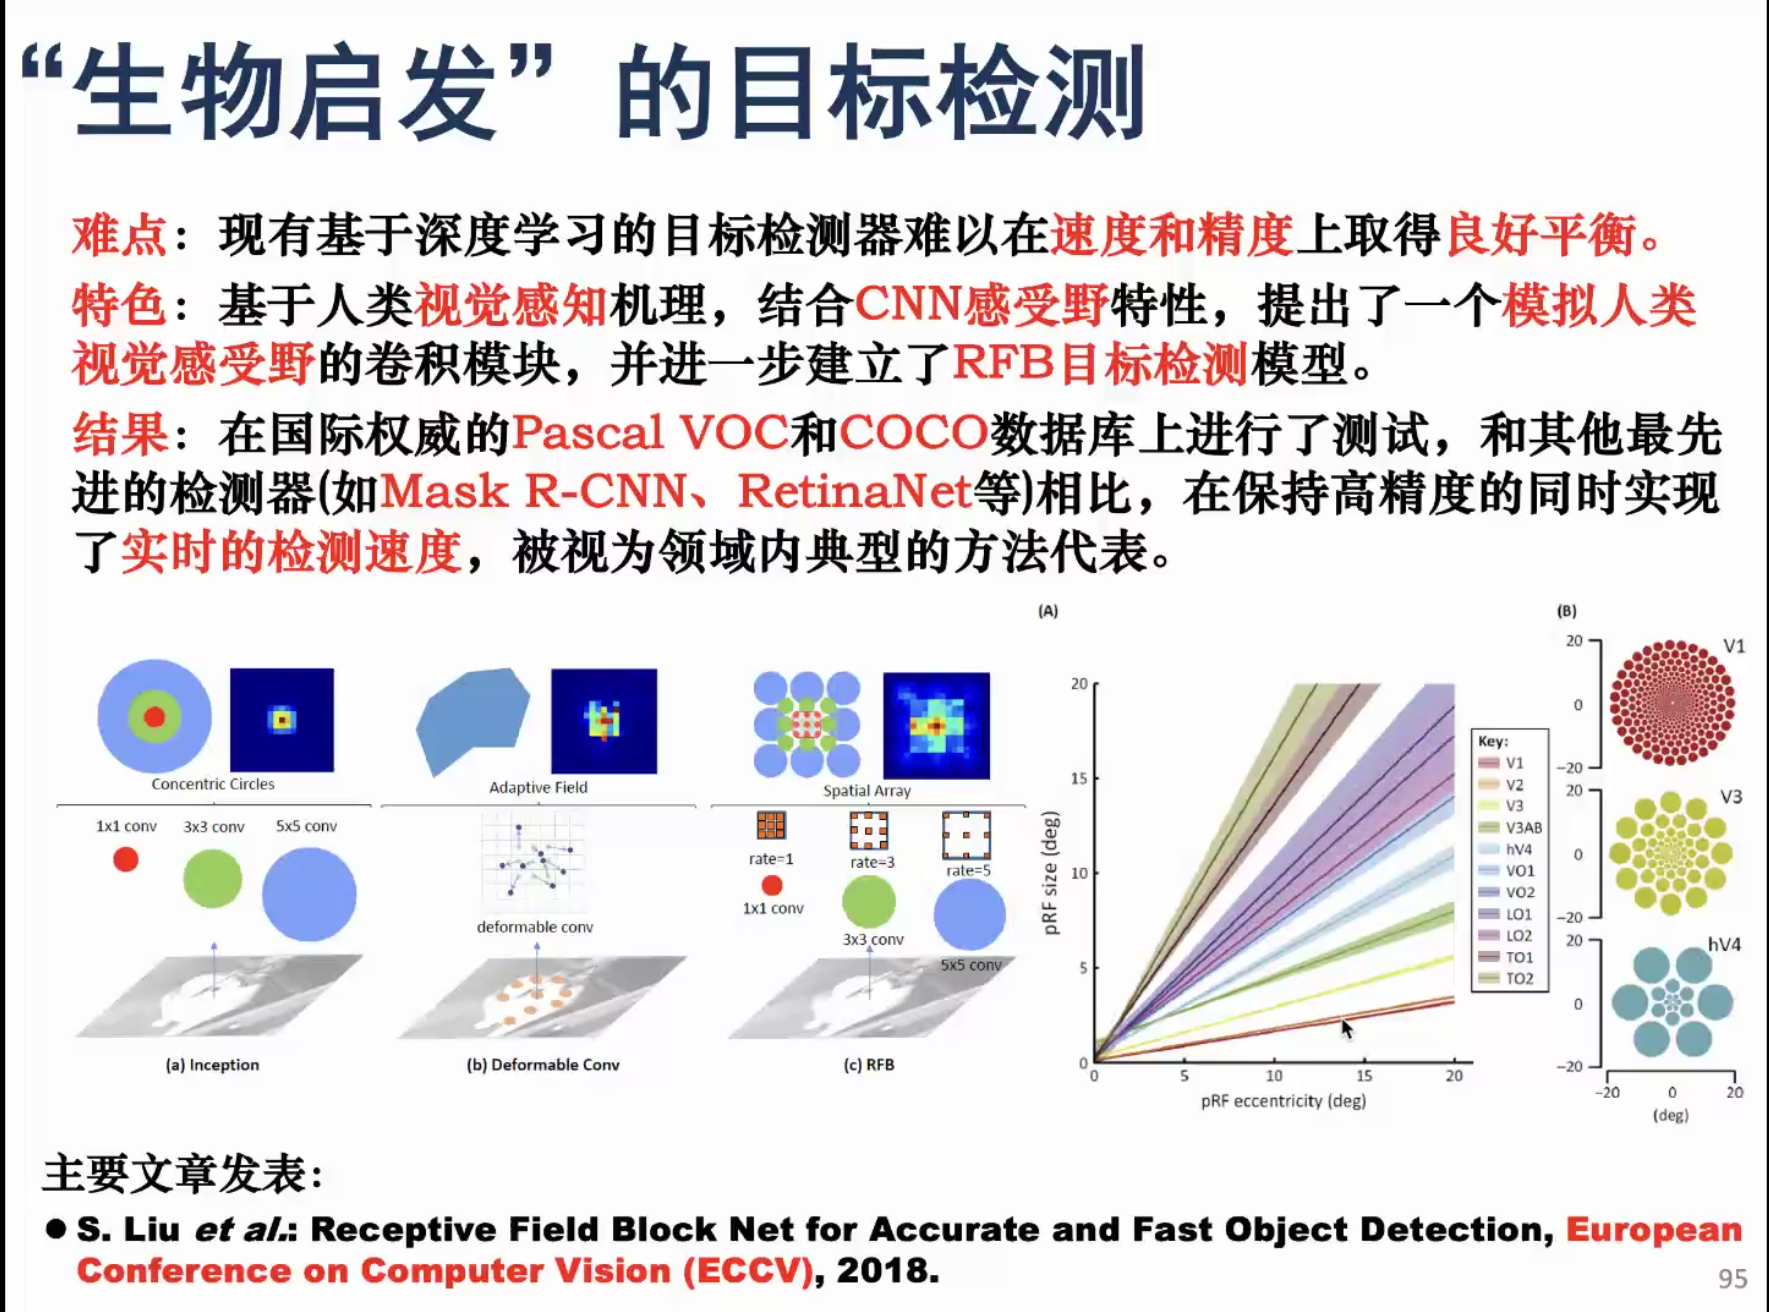 “生物启发”的目标检测
难点：现有基于深度学习的目标检测器难以在速度和精度上取得良好平衡。
特色：基于人类视觉感知机理，结合CNN感受野特性，提出了一个模拟人类
视觉感受野的卷积模块，并进一步建立了RFB目标检测模型。
结果：在国际权威的Pascal VOC和COCO数据库上进行了测试，和其他最先
进的检测器(如Mask R-CNN、RetinaNet等)相比，在保持高精度的同时实现
了实时的检测速度，被视为领域内典型的方法代表。
Concentric Circles
1x1 conv 3x3 conv 5x5 conv
(a) Inception
Adaptive Field
deformable conv
(b) Deformable Conv
Spatial Array
rate=1 rate=3 rate=5
1x1 conv
3x3 conv
5x5 conv
(c) RFB
(A)
pRF size (deg)
20
15
10
5
0
0 5 10 15 20
pRF eccentricity (deg)
Key:
V1
V2
V3
V3AB
hV4
VO1
VO2
LO1
LO2
TO1
TO2
(B)
V1
20
0
−20
V3
20
0
−20
hV4
20
0
−20
−20 0 20
(deg)
主要文章发表：
● S. Liu et al.: Receptive Field Block Net for Accurate and Fast Object Detection, European
Conference on Computer Vision (ECCV), 2018.
95